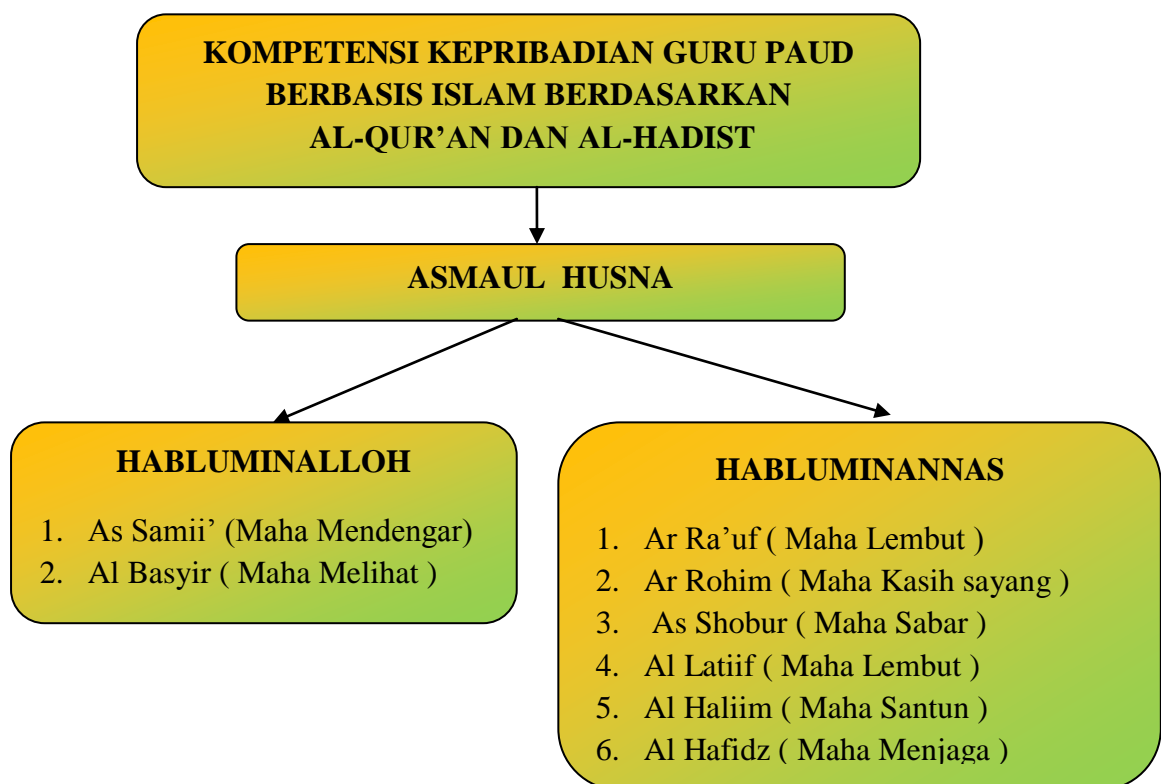 KOMPETENSI KEPRIBADIAN GURU PAUD
BERBASIS ISLAM BERDASARKAN
AL-QUR’AN DAN AL-HADIST
ASMAUL HUSNA
HABLUMINALLOH
1. As Samii’ (Maha Mendengar)
2. Al Basyir ( Maha Melihat )
HABLUMINANNAS
1. Ar Ra’uf ( Maha Lembut )
2. Ar Rohim ( Maha Kasih sayang )
3. As Shobur ( Maha Sabar )
4. Al Latiif ( Maha Lembut )
5. Al Haliim ( Maha Santun )
6. Al Hafidz ( Maha Menjaga )